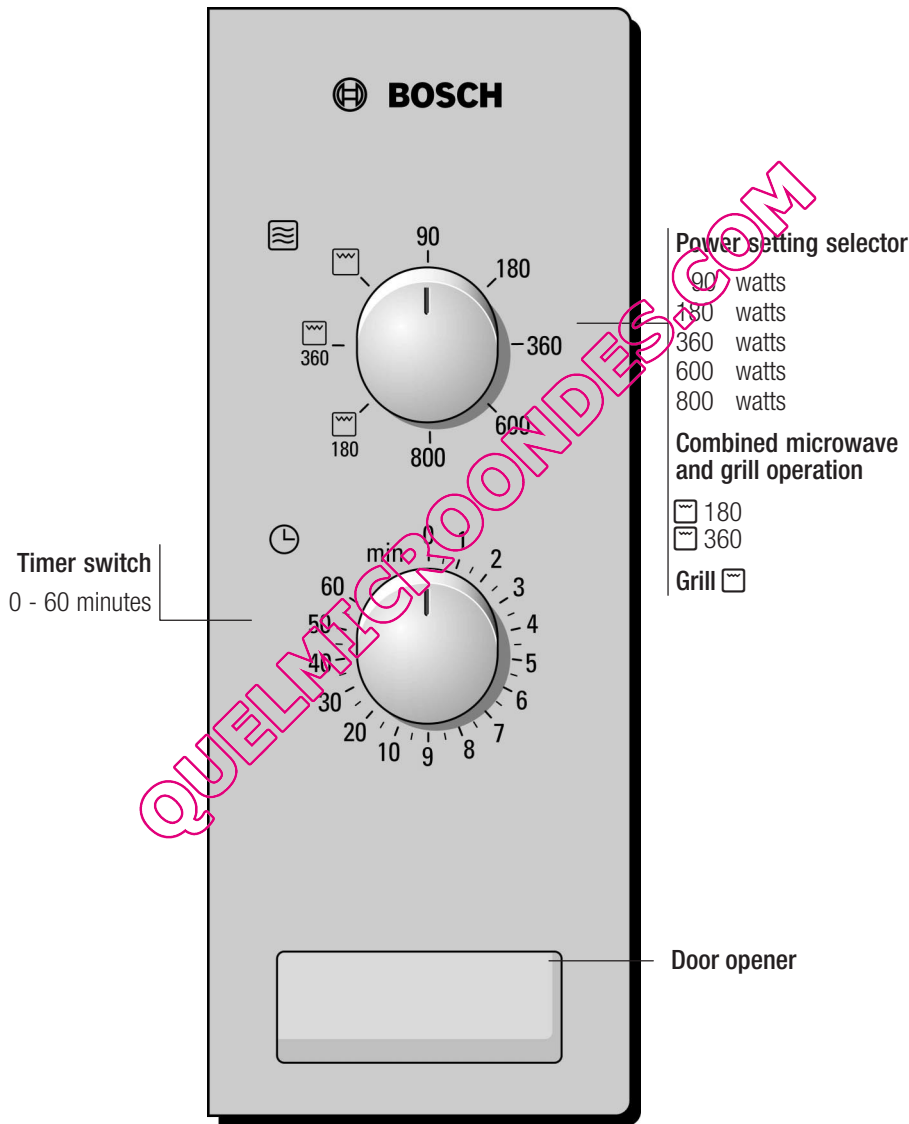 BOSCH
90
180
360
600
800
180
360
Power setting selector
90 watts
180 watts
360 watts
600 watts
800 watts
Combined microwave
and grill operation
180
360
Grill
Timer switch
0 - 60 minutes
min
0
1
2
3
4
5
6
7
8
9
10
20
30
40
50
60
Door opener
QUELMICROONDES.COM